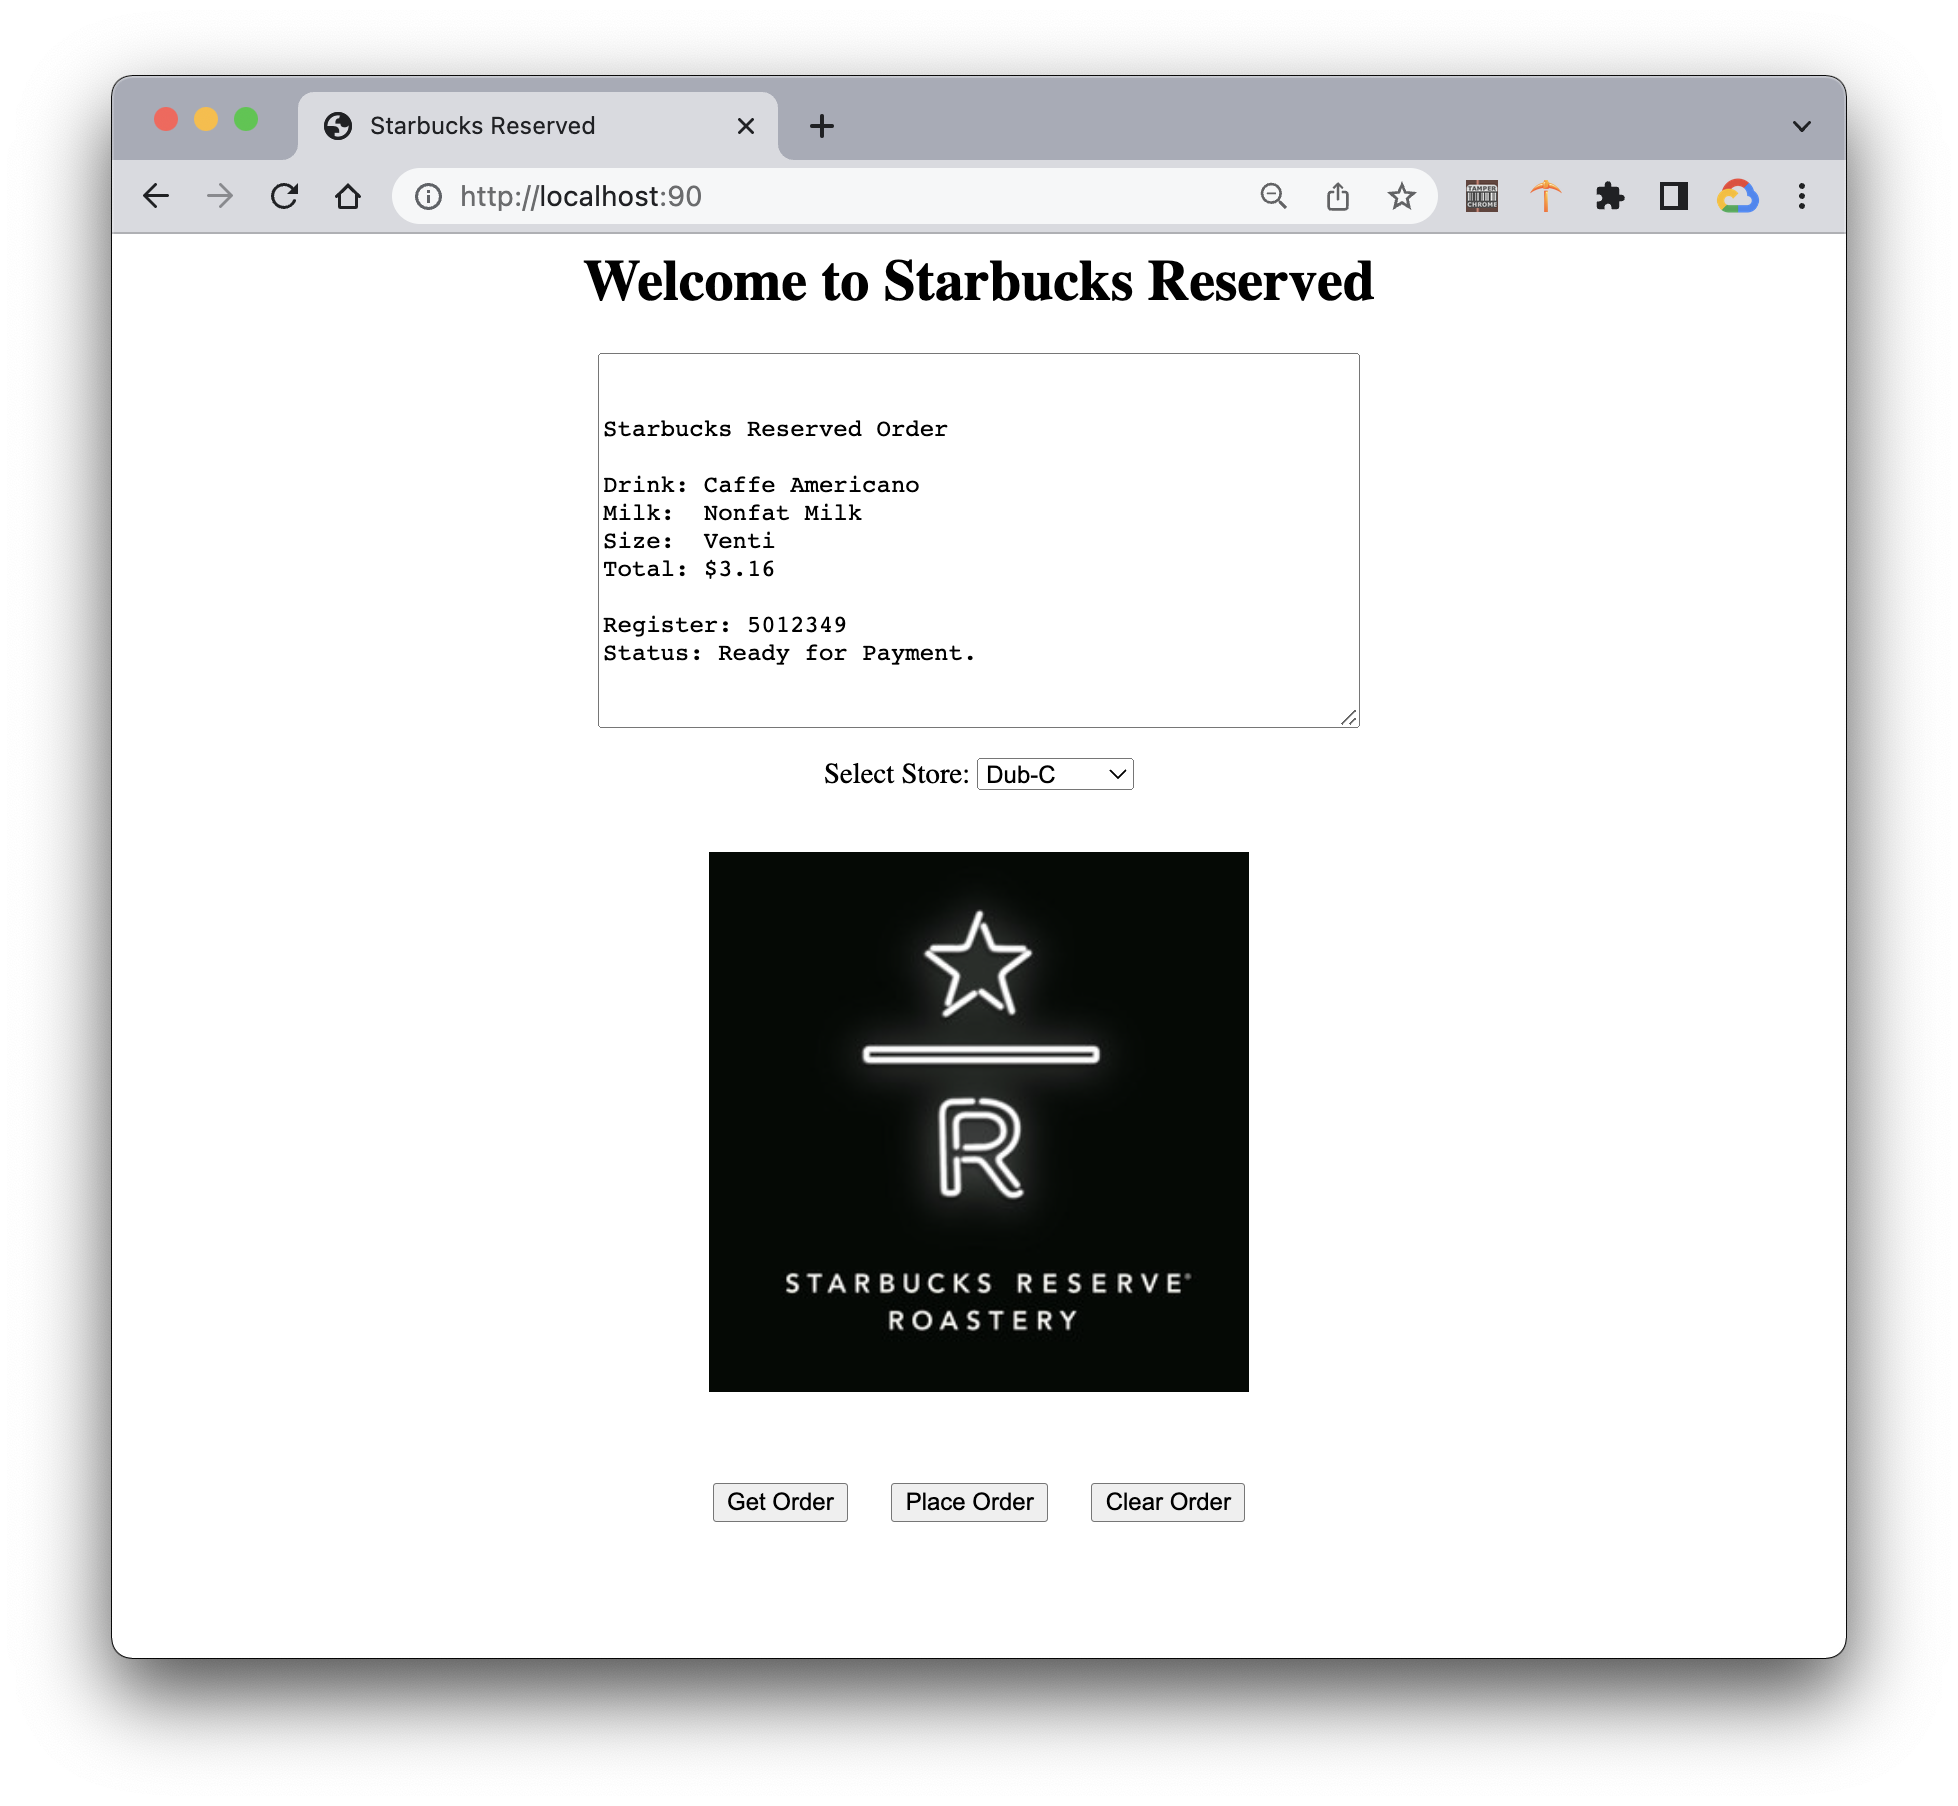 Starbucks Reserved
http://localhost:90
TAMPER
CHROME
Welcome to Starbucks Reserved
Starbucks Reserved Order
Drink: Caffe Americano
Milk:  Nonfat Milk
Size:  Venti
Total: $3.16
Register: 5012349
Status: Ready for Payment.
Select Store: Dub-C
R
STARBUCKS RESERVE®
ROASTERY
Get Order Place Order Clear Order